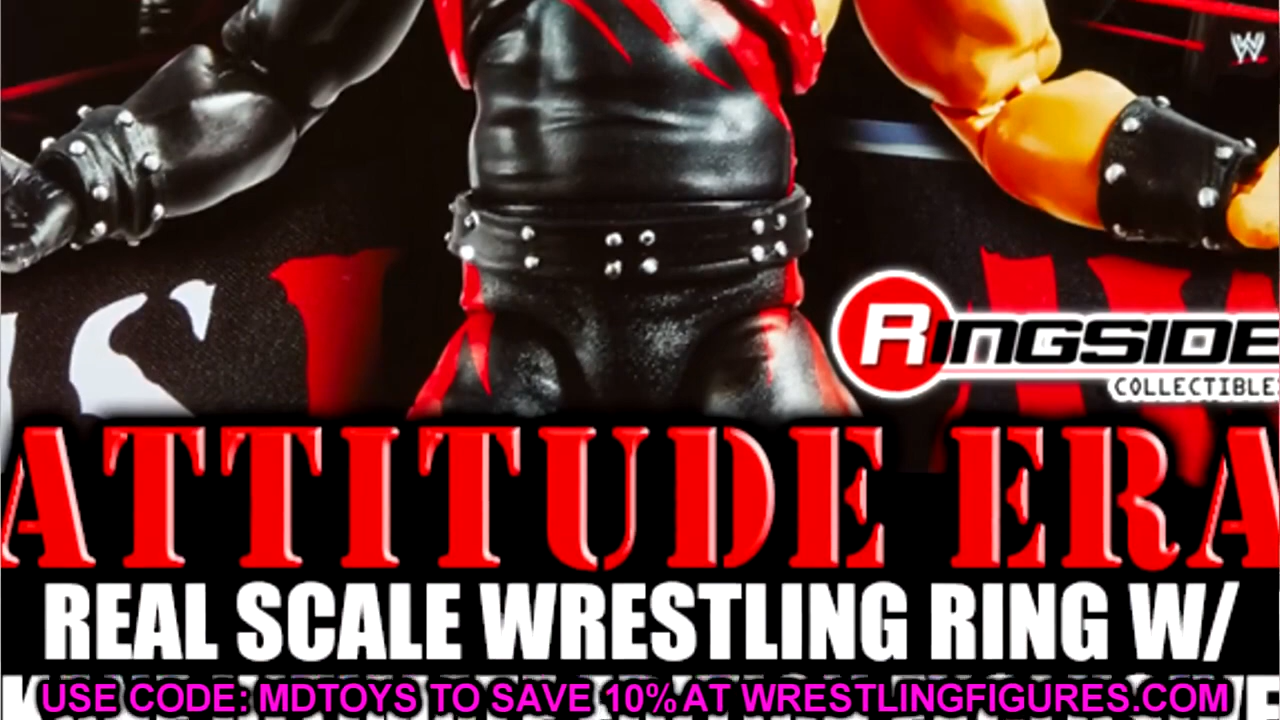 W
RINGSIDE
COLLECTIBLES
ATTITUDE ERA
REAL SCALE WRESTLING RING W/
USE CODE: MDTOYS TO SAVE 10% AT WRESTLINGFIGURES.COM